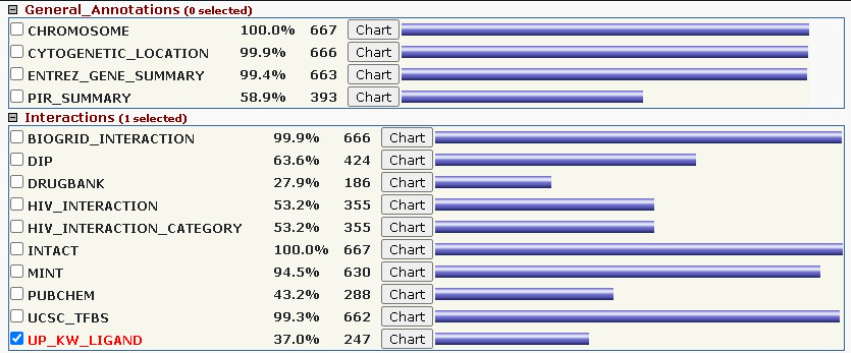 General_Annotations (0 selected)
CHROMOSOME 100.0% 667 Chart
CYTOGENETIC_LOCATION 99.9% 666 Chart
ENTREZ_GENE_SUMMARY 99.4% 663 Chart
PIR_SUMMARY 58.9% 393 Chart
Interactions (1 selected)
BIOGRID_INTERACTION 99.9% 666 Chart
DIP 63.6% 424 Chart
DRUGBANK 27.9% 186 Chart
HIV_INTERACTION 53.2% 355 Chart
HIV_INTERACTION_CATEGORY 53.2% 355 Chart
INTACT 100.0% 667 Chart
MINT 94.5% 630 Chart
PUBCHEM 43.2% 288 Chart
UCSC_TFBS 99.3% 662 Chart
UP_KW_LIGAND 37.0% 247 Chart